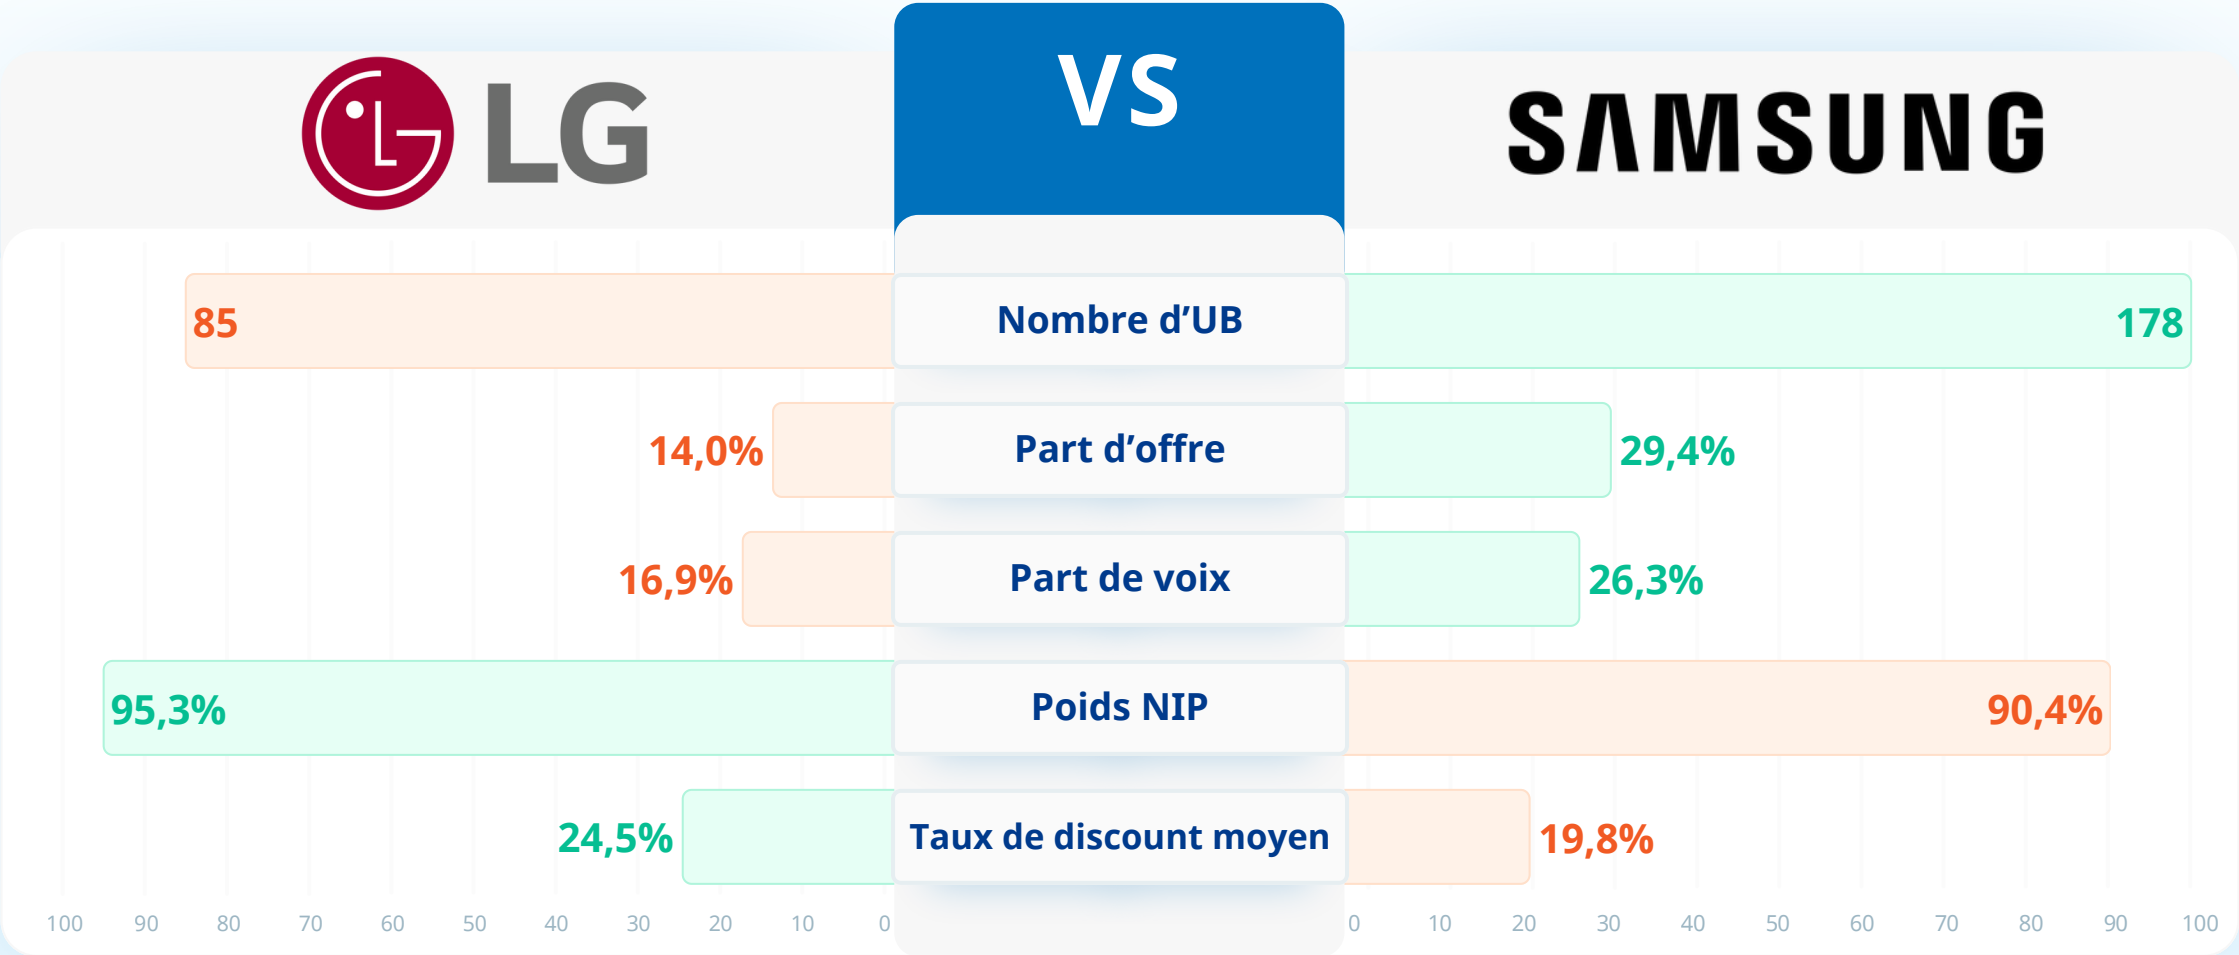 LG
VS
SAMSUNG
85
Nombre d’UB
178
14,0%
Part d’offre
29,4%
16,9%
Part de voix
26,3%
95,3%
Poids NIP
90,4%
24,5%
Taux de discount moyen
19,8%
100 90 80 70 60 50 40 30 20 10 0
0 10 20 30 40 50 60 70 80 90 100